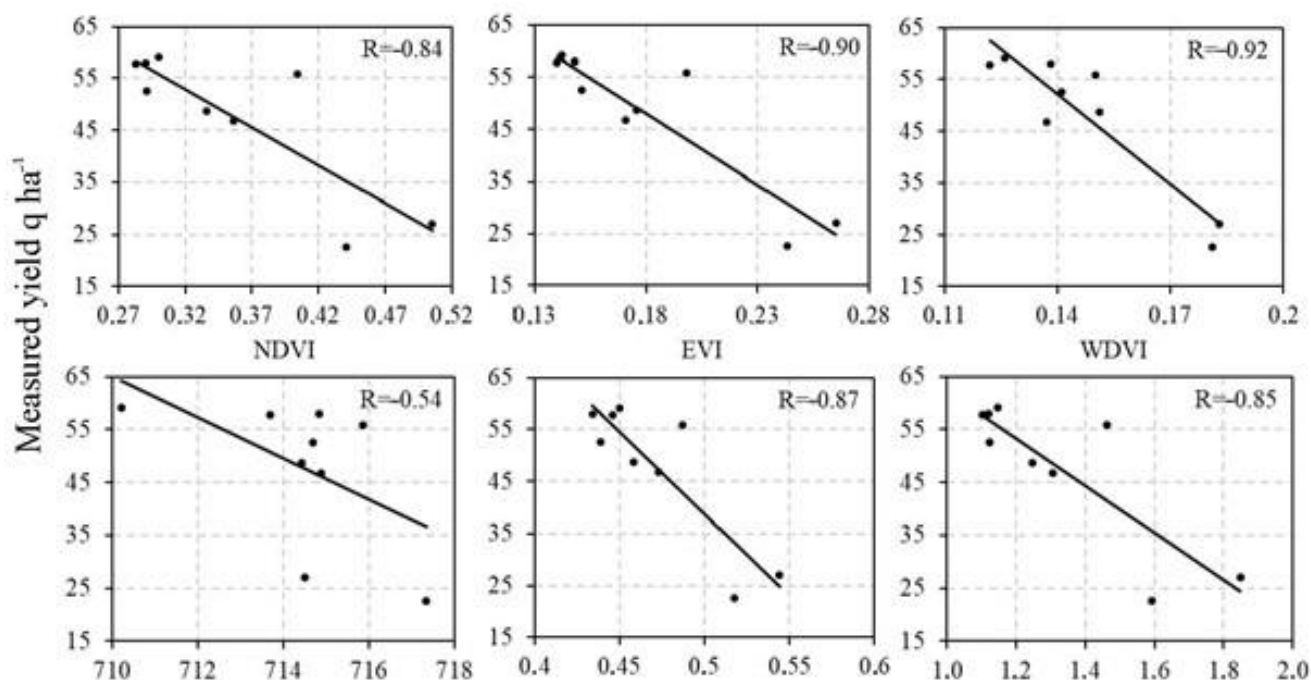 65 55 45 35 25 15
R=-0.84
0.27 0.32 0.37 0.42 0.47 0.52
NDVI
65 55 45 35 25 15
R=-0.90
0.13 0.18 0.23 0.28
EVI
65 55 45 35 25 15
R=-0.92
0.11 0.14 0.17 0.2
WDVI
Measured yield q ha⁻¹
65 55 45 35 25 15
R=-0.54
710 712 714 716 718
65 55 45 35 25 15
R=-0.87
0.4 0.45 0.5 0.55 0.6
65 55 45 35 25 15
R=-0.85
1.0 1.2 1.4 1.6 1.8 2.0